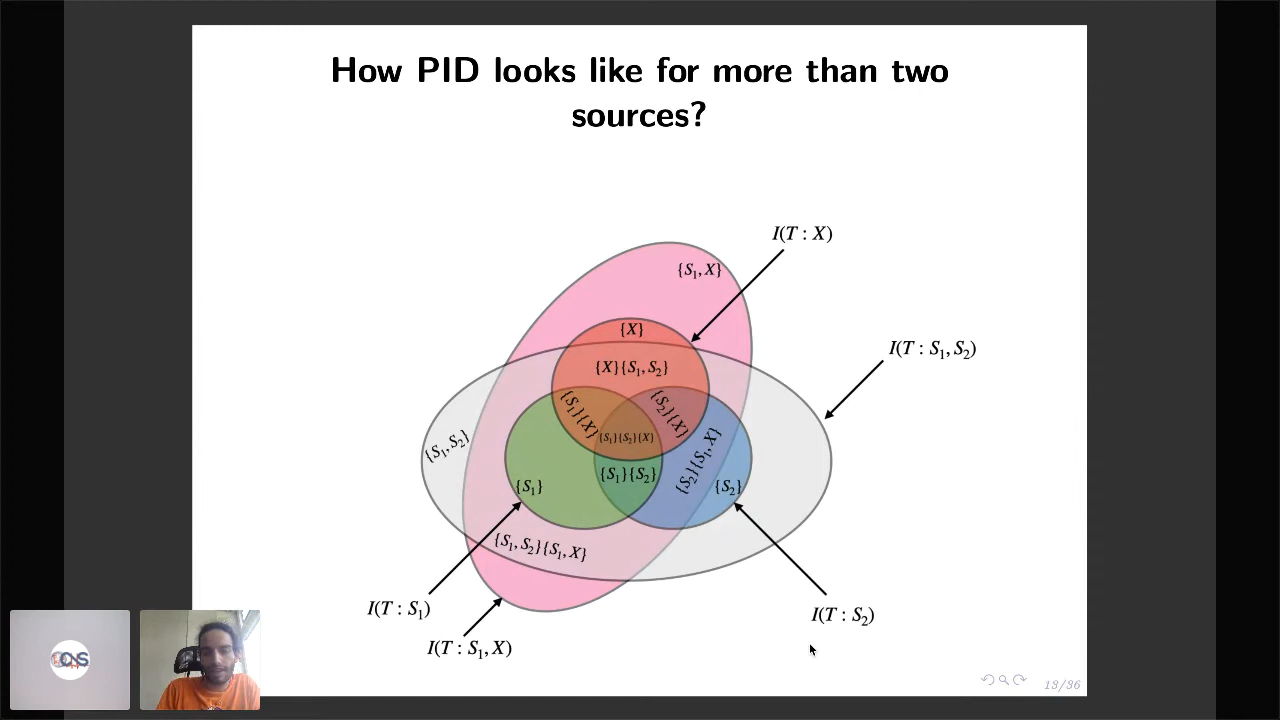 How PID looks like for more than two
sources?
I(T : X)
{S₁, X}
{X}
I(T : S₁, S₂)
{X}{S₁, S₂}
{S₁}{X}
{S₂}{X}
{S₁}{S₂}{X}
{S₁, S₂}
{S₂}{S₁, X}
{S₁}{S₂}
{S₁}
{S₂}
{S₁, S₂}{S₁, X}
I(T : S₁)
I(T : S₂)
I(T : S₁, X)
13/36